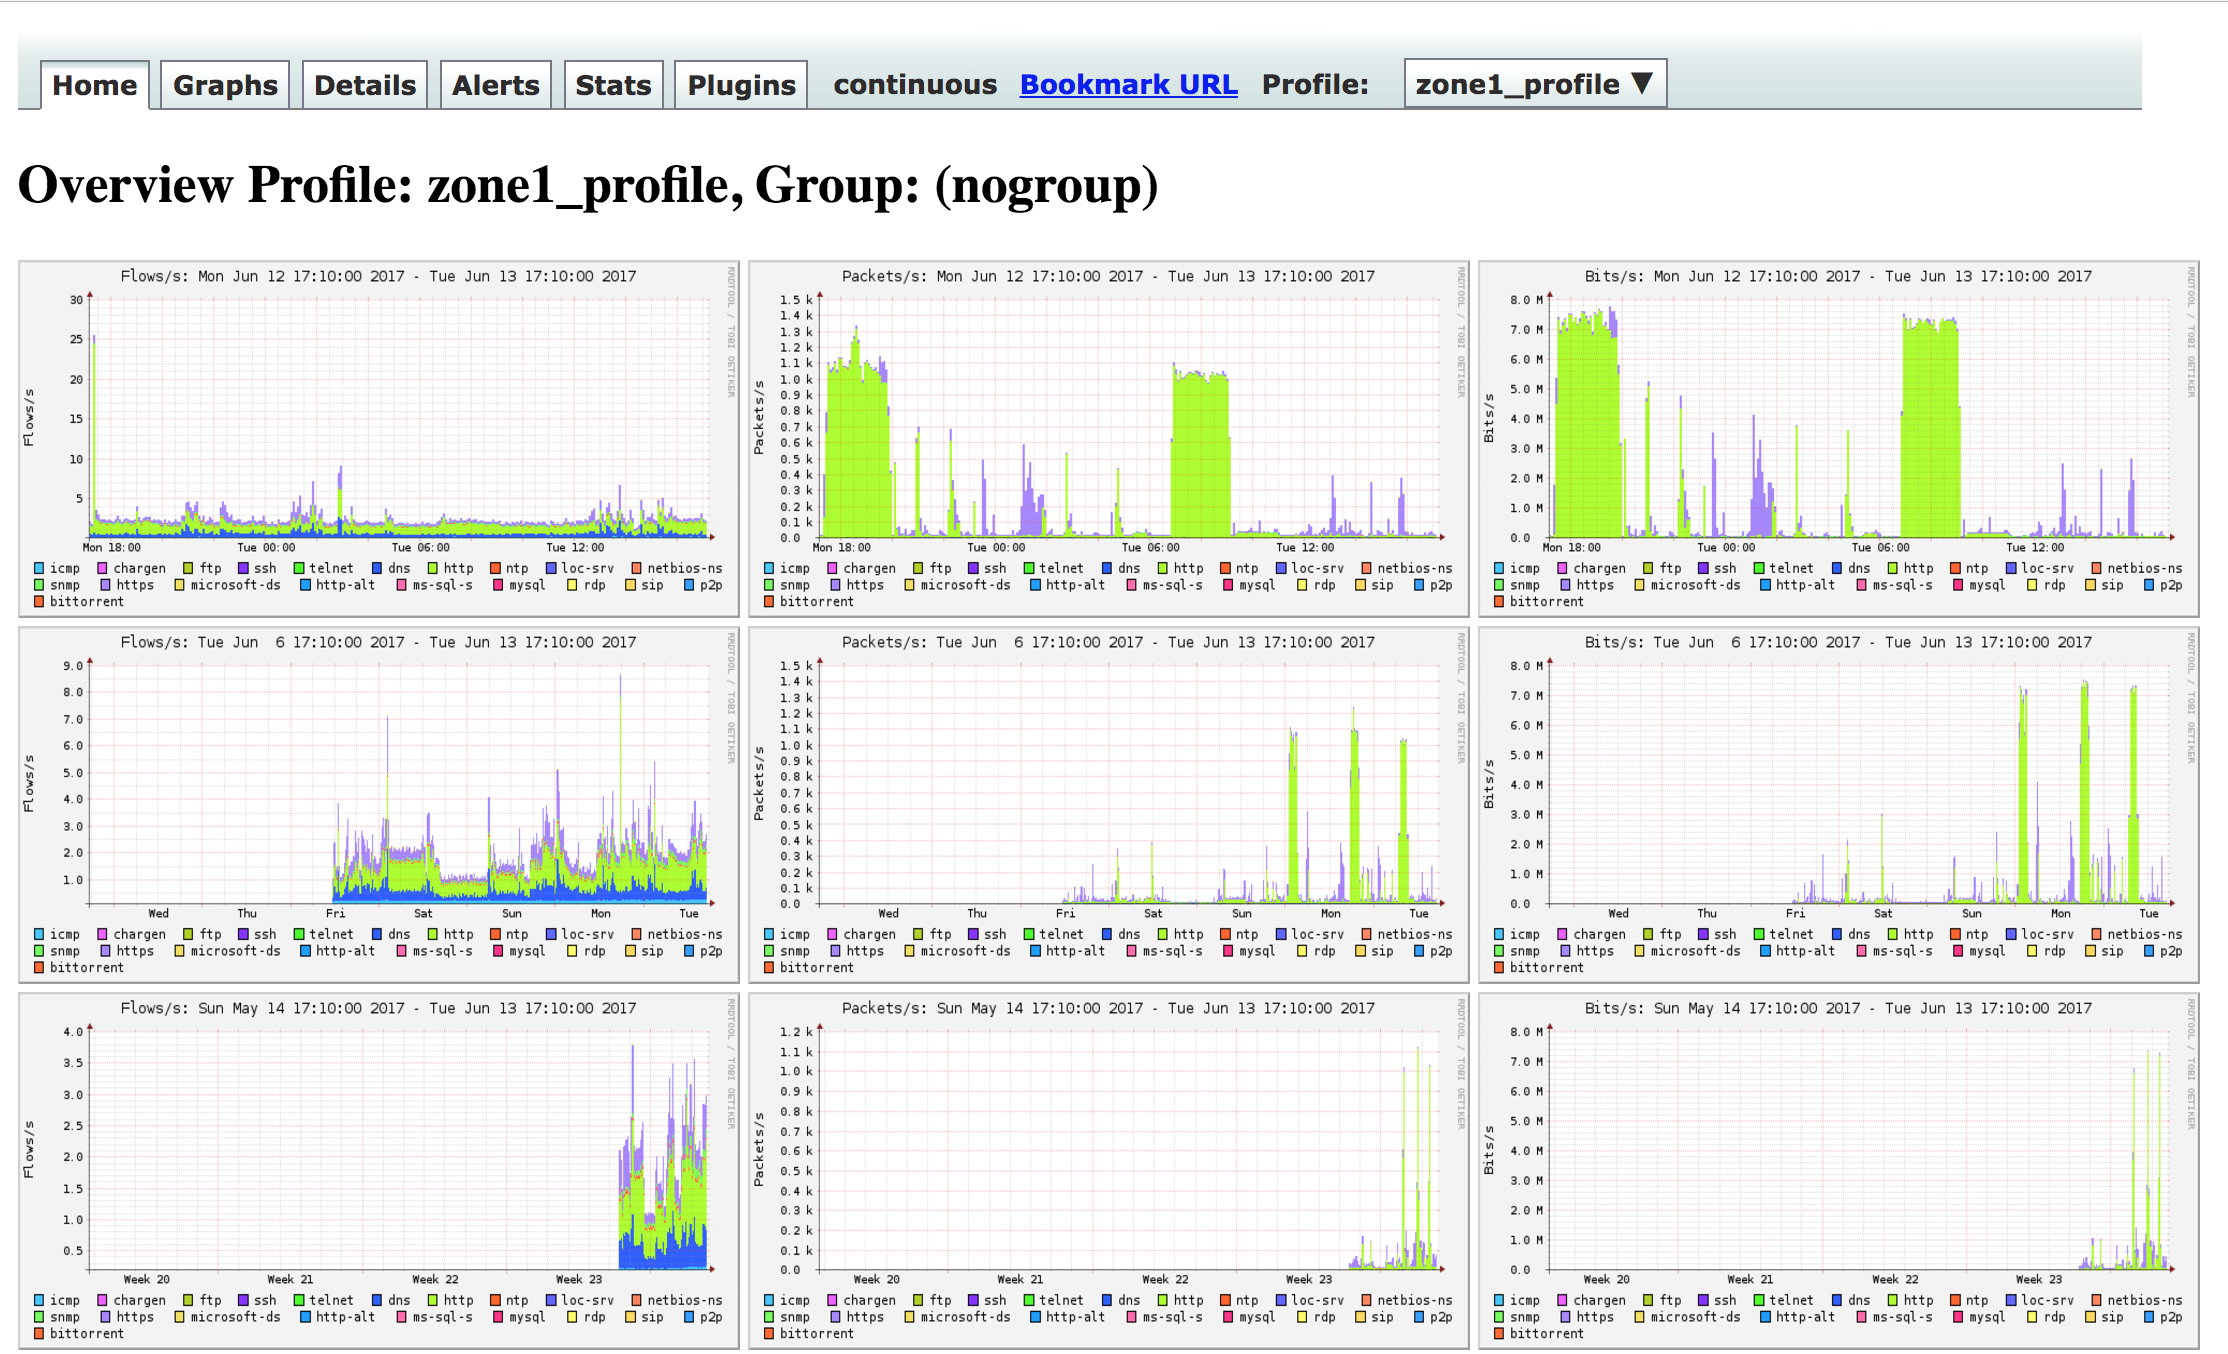 Home Graphs Details Alerts Stats Plugins continuous Bookmark URL Profile: zone1_profile ▼
Overview Profile: zone1_profile, Group: (nogroup)
Flows/s: Mon Jun 12 17:10:00 2017 - Tue Jun 13 17:10:00 2017
RRDTOOL / TOBI OETIKER
Flows/s
30
25
20
15
10
5
Mon 18:00 Tue 00:00 Tue 06:00 Tue 12:00
icmp chargen ftp ssh telnet dns http ntp loc-srv netbios-ns
snmp https microsoft-ds http-alt ms-sql-s mysql rdp sip p2p
bittorrent
Packets/s: Mon Jun 12 17:10:00 2017 - Tue Jun 13 17:10:00 2017
RRDTOOL / TOBI OETIKER
Packets/s
1.5 k
1.4 k
1.3 k
1.2 k
1.1 k
1.0 k
0.9 k
0.8 k
0.7 k
0.6 k
0.5 k
0.4 k
0.3 k
0.2 k
0.1 k
0.0
Mon 18:00 Tue 00:00 Tue 06:00 Tue 12:00
icmp chargen ftp ssh telnet dns http ntp loc-srv netbios-ns
snmp https microsoft-ds http-alt ms-sql-s mysql rdp sip p2p
bittorrent
Bits/s: Mon Jun 12 17:10:00 2017 - Tue Jun 13 17:10:00 2017
RRDTOOL / TOBI OETIKER
Bits/s
8.0 M
7.0 M
6.0 M
5.0 M
4.0 M
3.0 M
2.0 M
1.0 M
0.0
Mon 18:00 Tue 00:00 Tue 06:00 Tue 12:00
icmp chargen ftp ssh telnet dns http ntp loc-srv netbios-ns
snmp https microsoft-ds http-alt ms-sql-s mysql rdp sip p2p
bittorrent
Flows/s: Tue Jun  6 17:10:00 2017 - Tue Jun 13 17:10:00 2017
RRDTOOL / TOBI OETIKER
Flows/s
9.0
8.0
7.0
6.0
5.0
4.0
3.0
2.0
1.0
Wed Thu Fri Sat Sun Mon Tue
icmp chargen ftp ssh telnet dns http ntp loc-srv netbios-ns
snmp https microsoft-ds http-alt ms-sql-s mysql rdp sip p2p
bittorrent
Packets/s: Tue Jun  6 17:10:00 2017 - Tue Jun 13 17:10:00 2017
RRDTOOL / TOBI OETIKER
Packets/s
1.5 k
1.4 k
1.3 k
1.2 k
1.1 k
1.0 k
0.9 k
0.8 k
0.7 k
0.6 k
0.5 k
0.4 k
0.3 k
0.2 k
0.1 k
0.0
Wed Thu Fri Sat Sun Mon Tue
icmp chargen ftp ssh telnet dns http ntp loc-srv netbios-ns
snmp https microsoft-ds http-alt ms-sql-s mysql rdp sip p2p
bittorrent
Bits/s: Tue Jun  6 17:10:00 2017 - Tue Jun 13 17:10:00 2017
RRDTOOL / TOBI OETIKER
Bits/s
8.0 M
7.0 M
6.0 M
5.0 M
4.0 M
3.0 M
2.0 M
1.0 M
0.0
Wed Thu Fri Sat Sun Mon Tue
icmp chargen ftp ssh telnet dns http ntp loc-srv netbios-ns
snmp https microsoft-ds http-alt ms-sql-s mysql rdp sip p2p
bittorrent
Flows/s: Sun May 14 17:10:00 2017 - Tue Jun 13 17:10:00 2017
RRDTOOL / TOBI OETIKER
Flows/s
4.0
3.5
3.0
2.5
2.0
1.5
1.0
0.5
Week 20 Week 21 Week 22 Week 23
icmp chargen ftp ssh telnet dns http ntp loc-srv netbios-ns
snmp https microsoft-ds http-alt ms-sql-s mysql rdp sip p2p
bittorrent
Packets/s: Sun May 14 17:10:00 2017 - Tue Jun 13 17:10:00 2017
RRDTOOL / TOBI OETIKER
Packets/s
1.2 k
1.1 k
1.0 k
0.9 k
0.8 k
0.7 k
0.6 k
0.5 k
0.4 k
0.3 k
0.2 k
0.1 k
0.0
Week 20 Week 21 Week 22 Week 23
icmp chargen ftp ssh telnet dns http ntp loc-srv netbios-ns
snmp https microsoft-ds http-alt ms-sql-s mysql rdp sip p2p
bittorrent
Bits/s: Sun May 14 17:10:00 2017 - Tue Jun 13 17:10:00 2017
RRDTOOL / TOBI OETIKER
Bits/s
8.0 M
7.0 M
6.0 M
5.0 M
4.0 M
3.0 M
2.0 M
1.0 M
0.0
Week 20 Week 21 Week 22 Week 23
icmp chargen ftp ssh telnet dns http ntp loc-srv netbios-ns
snmp https microsoft-ds http-alt ms-sql-s mysql rdp sip p2p
bittorrent